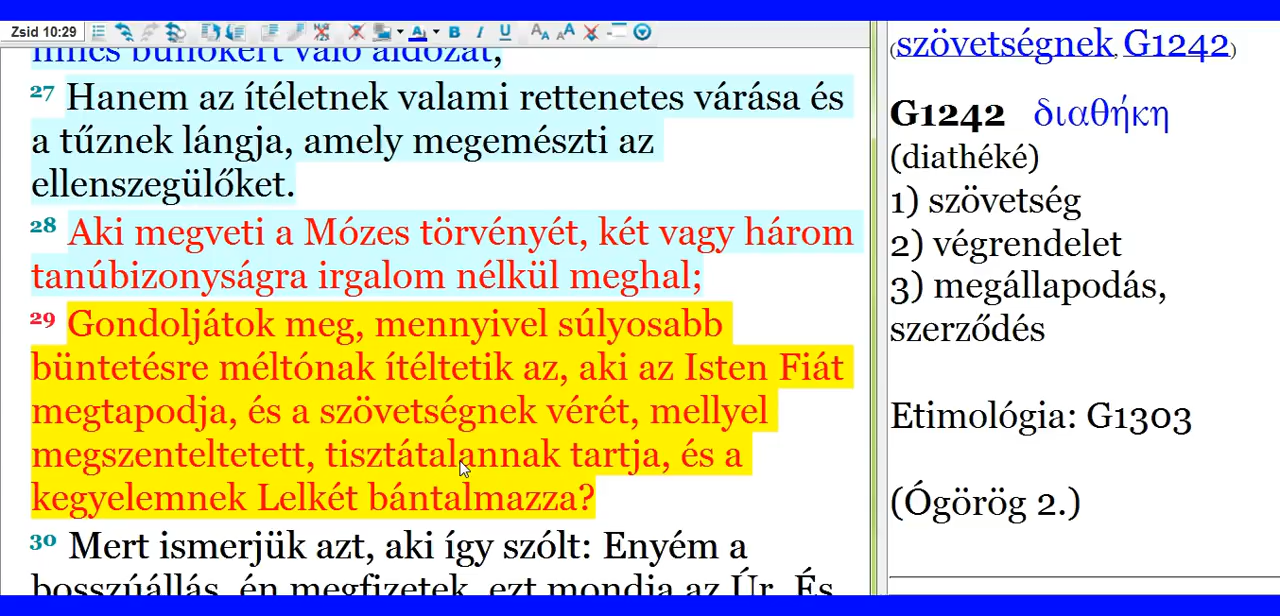 Zsid 10:29
nincs bűnökért való áldozat,
27 Hanem az ítéletnek valami rettenetes várása és
a tűznek lángja, amely megemészti az
ellenszegülőket.
28 Aki megveti a Mózes törvényét, két vagy három
tanúbizonyságra irgalom nélkül meghal;
29 Gondoljátok meg, mennyivel súlyosabb
büntetésre méltónak ítéltetik az, aki az Isten Fiát
megtapodja, és a szövetségnek vérét, mellyel
megszenteltetett, tisztátalannak tartja, és a
kegyelemnek Lelkét bántalmazza?
30 Mert ismerjük azt, aki így szólt: Enyém a
bosszúállás, én megfizetek, ezt mondja az Úr. És
(szövetségnek, G1242)
G1242 διαθήκη
(diathéké)
1) szövetség
2) végrendelet
3) megállapodás,
szerződés
Etimológia: G1303
(Ógörög 2.)